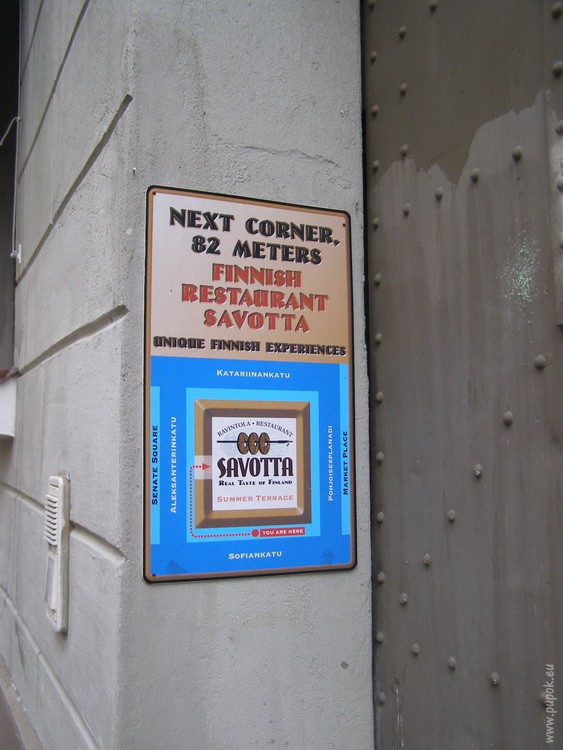 NEXT CORNER,
82 METERS
FINNISH
RESTAURANT
SAVOTTA
UNIQUE FINNISH EXPERIENCES
KATARIINANKATU
SENATE SQUARE
ALEKSANTERINKATU
RAVINTOLA • RESTAURANT
SAVOTTA
REAL TASTE OF FINLAND
SUMMER TERRACE
POHJOISESPLANADI
MARKET PLACE
YOU ARE HERE
SOFIANKATU
www.pupok.eu